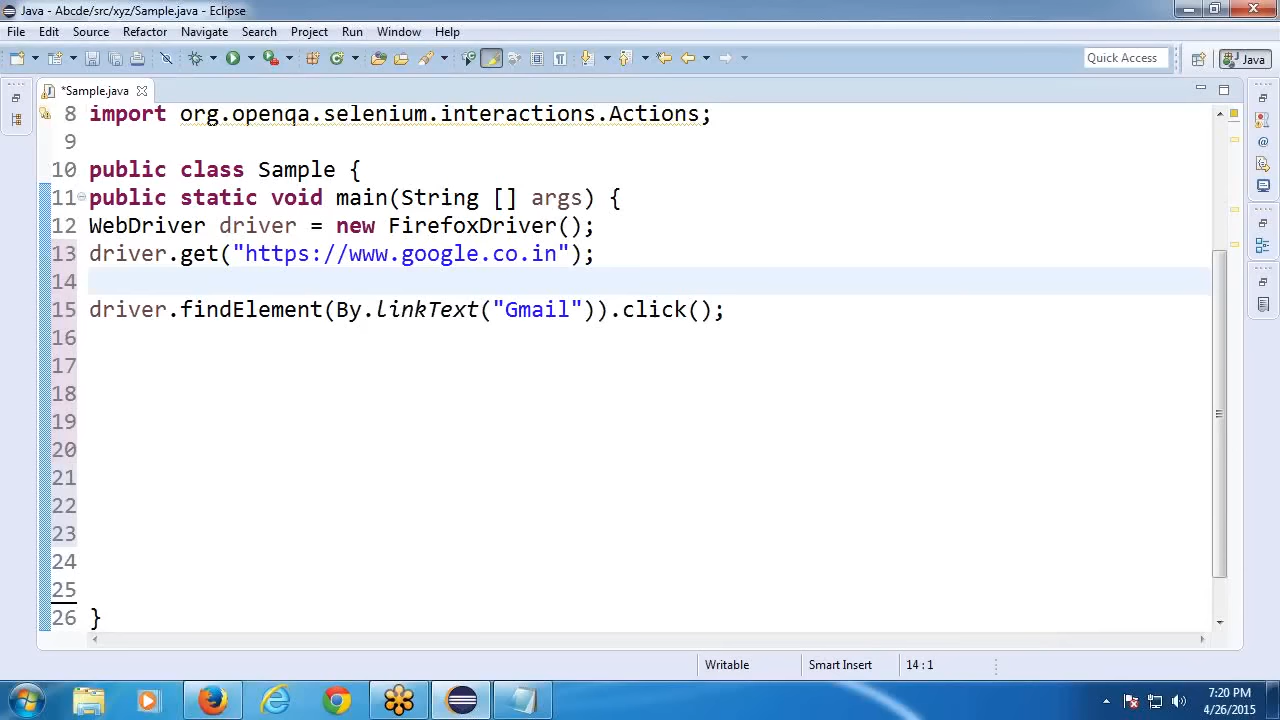 Java - Abcde/src/xyz/Sample.java - Eclipse
File Edit Source Refactor Navigate Search Project Run Window Help
Quick Access Java
*Sample.java
8 import org.openqa.selenium.interactions.Actions;
9
10 public class Sample {
11 public static void main(String [] args) {
12 WebDriver driver = new FirefoxDriver();
13 driver.get("https://www.google.co.in");
14
15 driver.findElement(By.linkText("Gmail")).click();
16
17
18
19
20
21
22
23
24
25
26 }
Writable Smart Insert 14 : 1
7:20 PM
4/26/2015